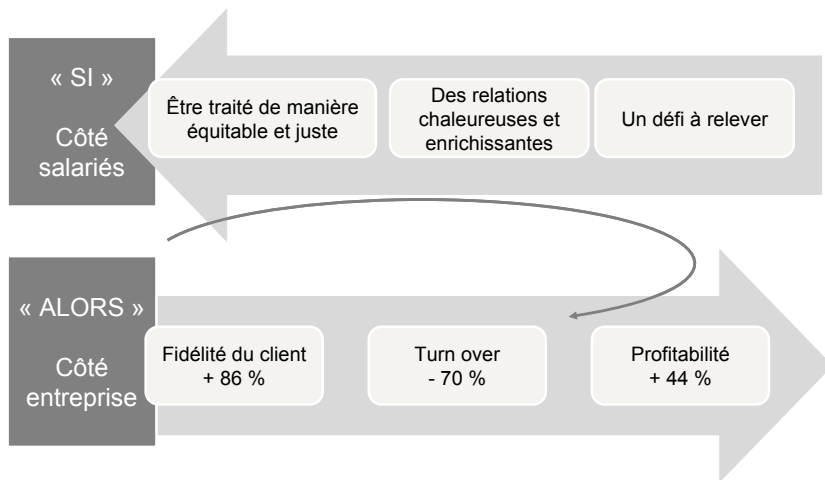 « SI »
Côté
salariés
Être traité de manière
équitable et juste
Des relations
chaleureuses et
enrichissantes
Un défi à relever
« ALORS »
Côté
entreprise
Fidélité du client
+ 86 %
Turn over
- 70 %
Profitabilité
+ 44 %